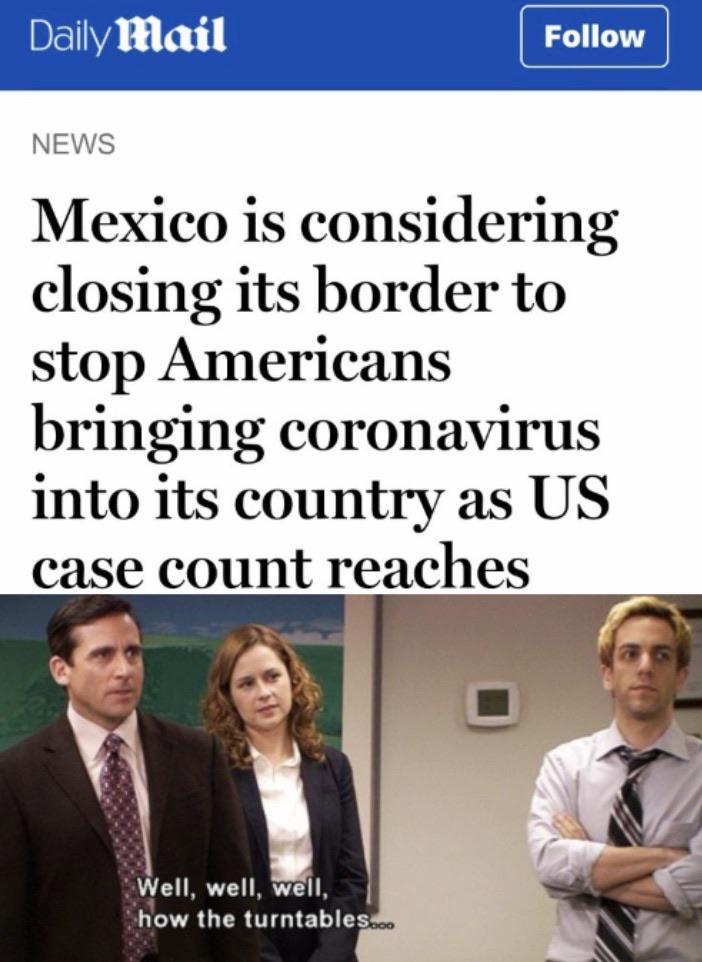 Daily Mail
Follow
NEWS
Mexico is considering
closing its border to
stop Americans
bringing coronavirus
into its country as US
case count reaches
Well, well, well,
how the turntables...